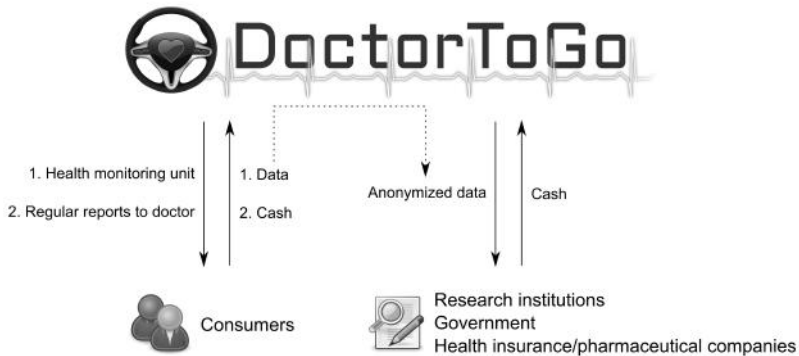 DoctorToGo
1. Health monitoring unit
2. Regular reports to doctor
1. Data
2. Cash
Anonymized data
Cash
Consumers
Research institutions
Government
Health insurance/pharmaceutical companies